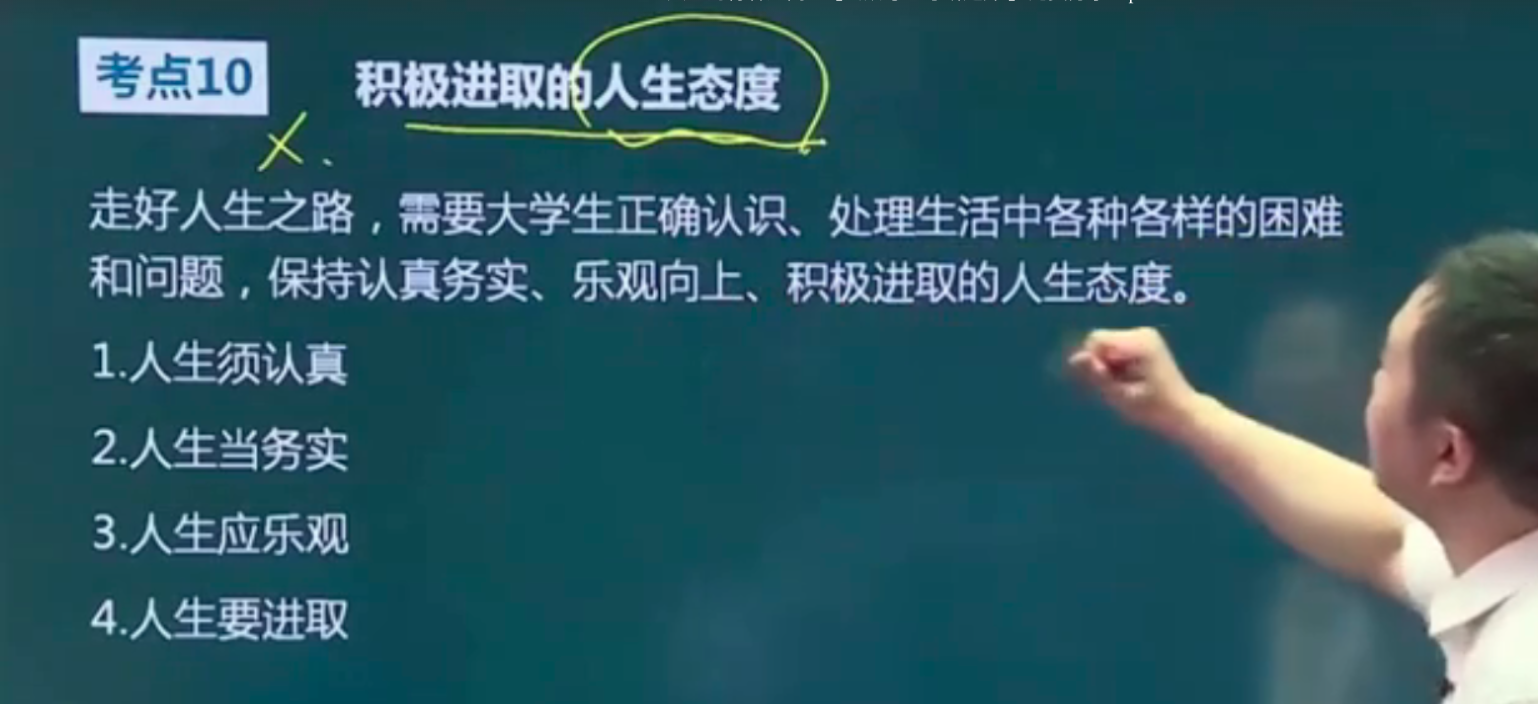 考点10 积极进取的人生态度
走好人生之路，需要大学生正确认识、处理生活中各种各样的困难
和问题，保持认真务实、乐观向上、积极进取的人生态度。
1.人生须认真
2.人生当务实
3.人生应乐观
4.人生要进取